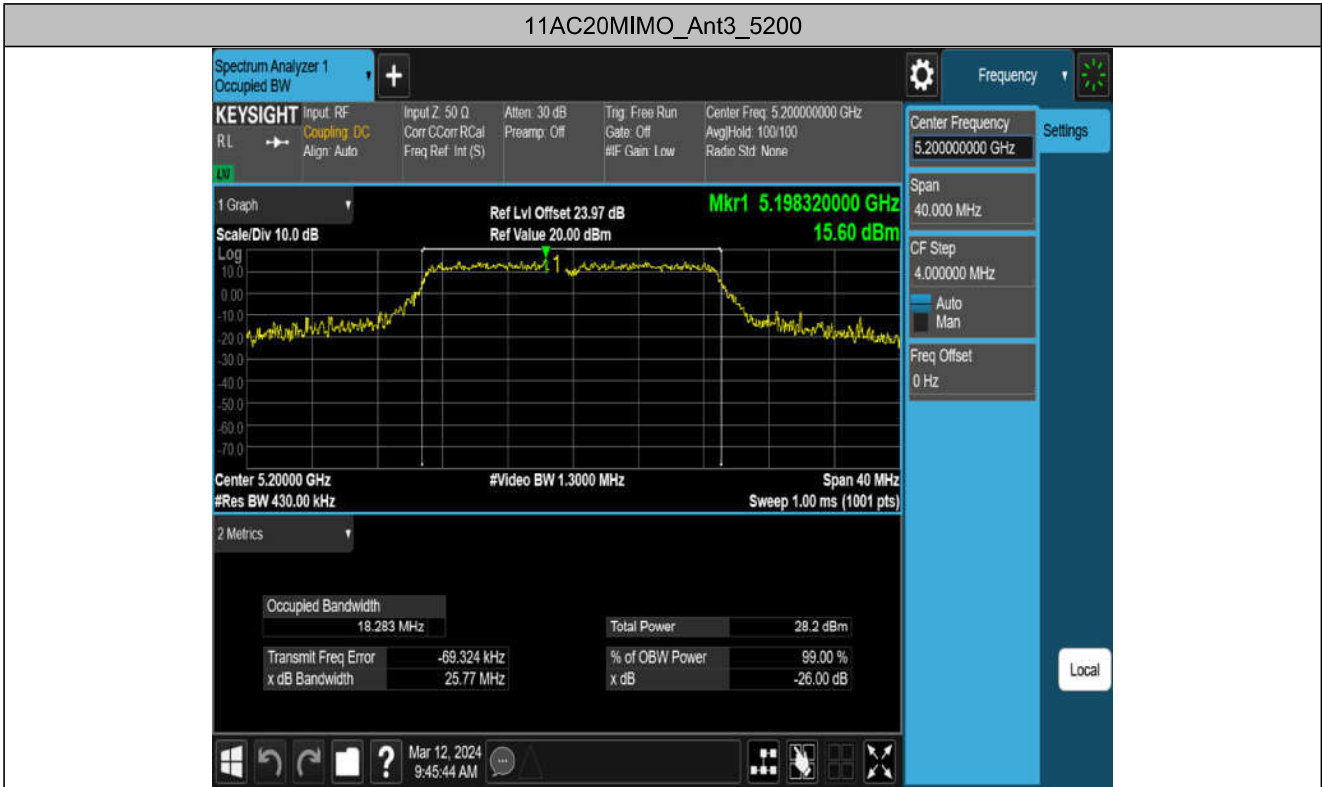 11AC20MIMO_Ant3_5200
Spectrum Analyzer 1
Occupied BW
+
Frequency
KEYSIGHT
R L
LXI
Input: RF
Coupling: DC
Align: Auto
Input Z: 50 Ω
Corr CCorr RCal
Freq Ref: Int (S)
Atten: 30 dB
Preamp: Off
Trig: Free Run
Gate: Off
#IF Gain: Low
Center Freq: 5.200000000 GHz
Avg|Hold: 100/100
Radio Std: None
Center Frequency
5.200000000 GHz
Settings
Span
40.000 MHz
CF Step
4.000000 MHz
Auto
Man
Freq Offset
0 Hz
1 Graph
Scale/Div 10.0 dB
Ref Lvl Offset 23.97 dB
Ref Value 20.00 dBm
Mkr1 5.198320000 GHz
15.60 dBm
Log
10.0
0.00
-10.0
-20.0
-30.0
-40.0
-50.0
-60.0
-70.0
1
Center 5.20000 GHz
#Res BW 430.00 kHz
#Video BW 1.3000 MHz
Span 40 MHz
Sweep 1.00 ms (1001 pts)
2 Metrics
Occupied Bandwidth
18.283 MHz
Total Power 28.2 dBm
Transmit Freq Error -69.324 kHz
% of OBW Power 99.00 %
x dB Bandwidth 25.77 MHz
x dB -26.00 dB
Local
?
Mar 12, 2024
9:45:44 AM